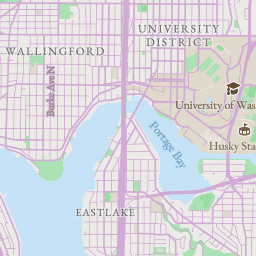 UNIVERSITY
DISTRICT
WALLINGFORD
Burke Ave N
University of Was
Portage Bay
Husky Sta
EASTLAKE